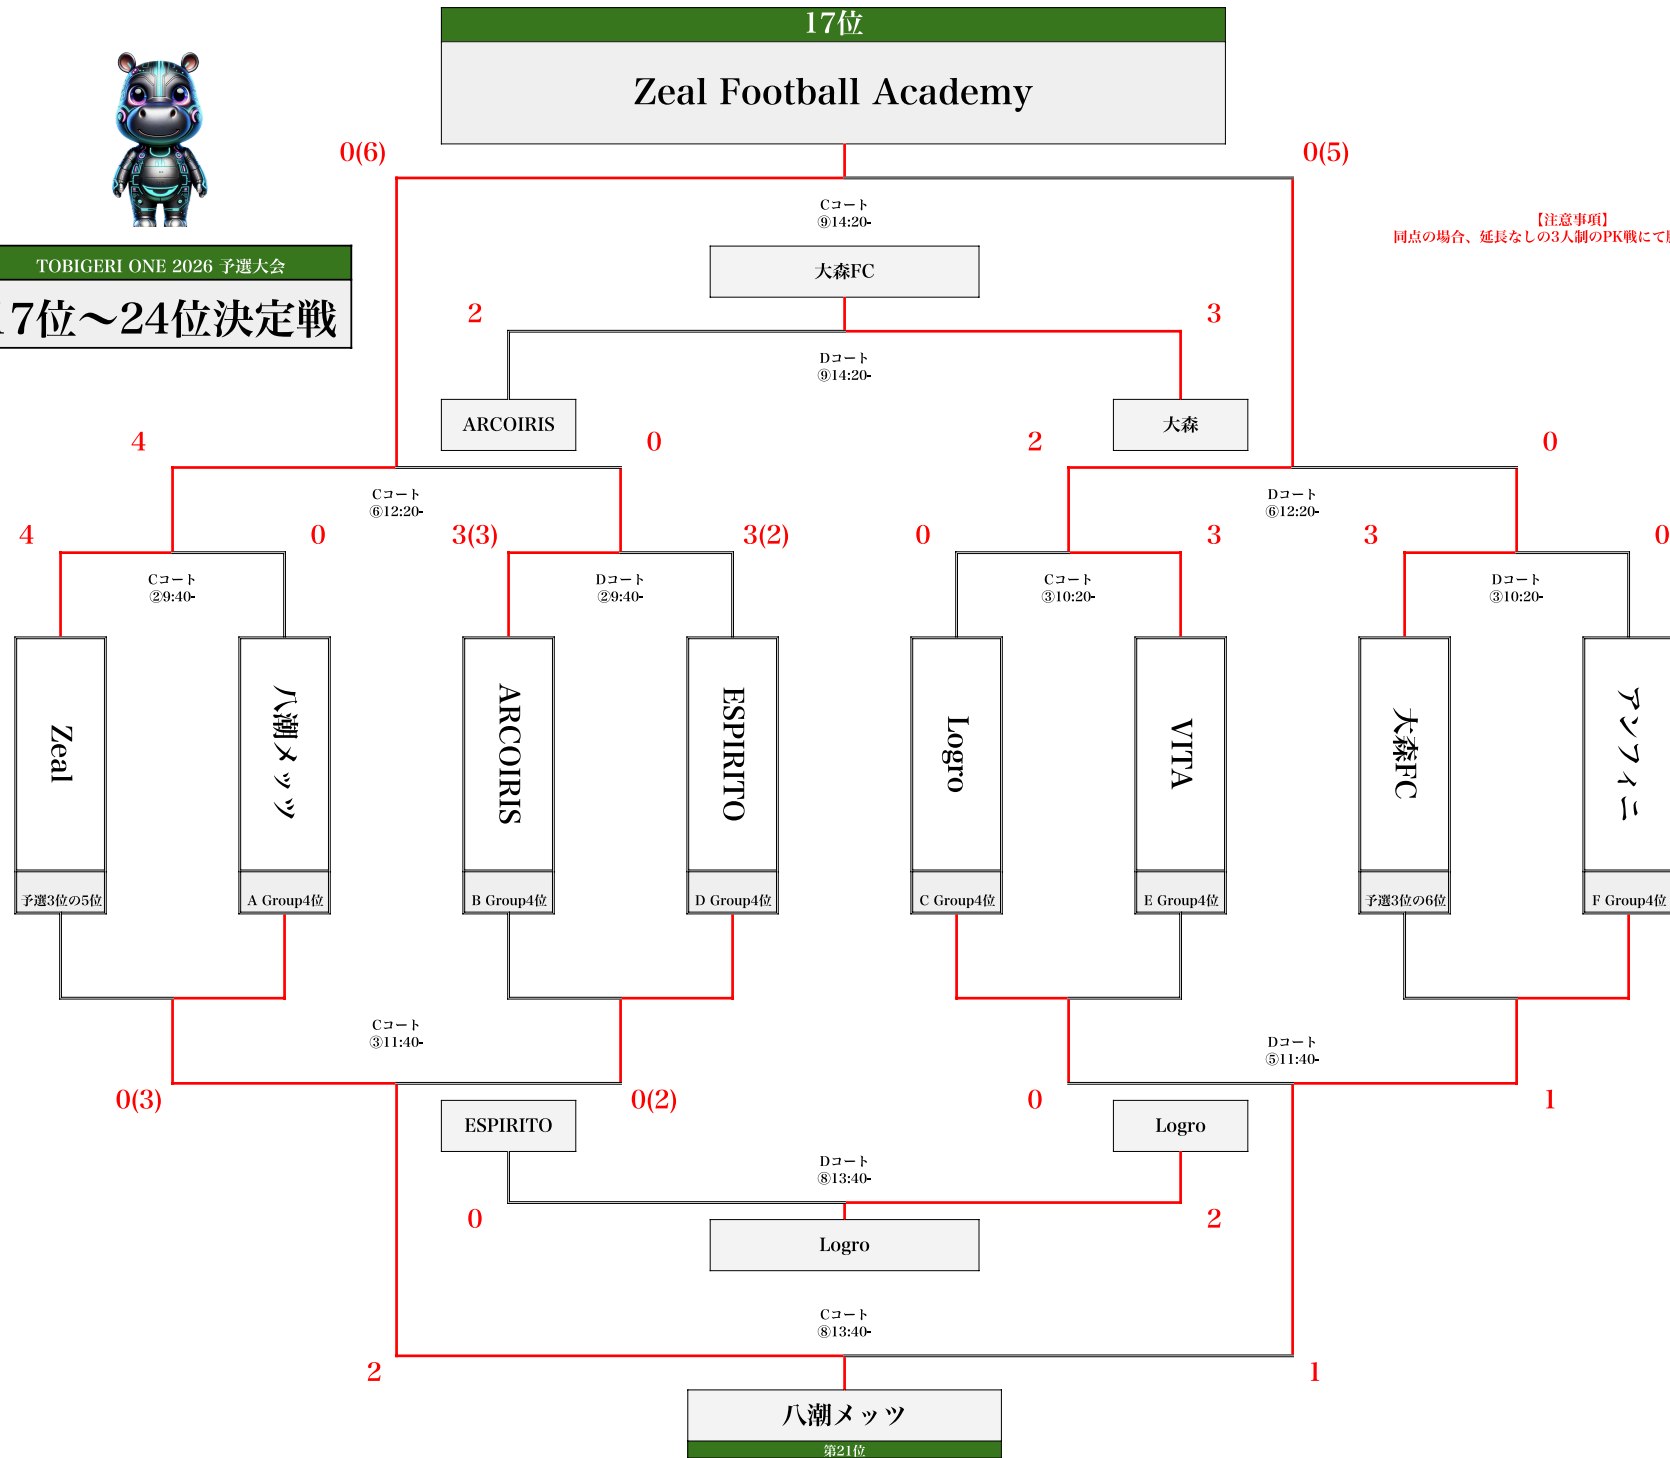 17位
Zeal Football Academy
0(6)
0(5)
Cコート
⑨14:20-
【注意事項】
同点の場合、延長なしの3人制のPK戦にて
TOBIGERI ONE 2026 予選大会
17位～24位決定戦
大森FC
2
3
Dコート
⑨14:20-
ARCOIRIS
大森
4
0
2
0
Cコート
⑥12:20-
Dコート
⑥12:20-
4
0
3(3)
3(2)
0
3
3
0
Cコート
②9:40-
Dコート
②9:40-
Cコート
③10:20-
Dコート
③10:20-
Zeal
八潮メッツ
ARCOIRIS
ESPIRITO
Logro
VITA
大森FC
アンフィニ
予選3位の5位
A Group4位
B Group4位
D Group4位
C Group4位
E Group4位
予選3位の6位
F Group4位
Cコート
③11:40-
Dコート
⑤11:40-
0(3)
0(2)
0
1
ESPIRITO
Logro
Dコート
⑧13:40-
0
2
Logro
Cコート
⑧13:40-
2
1
八潮メッツ
第21位